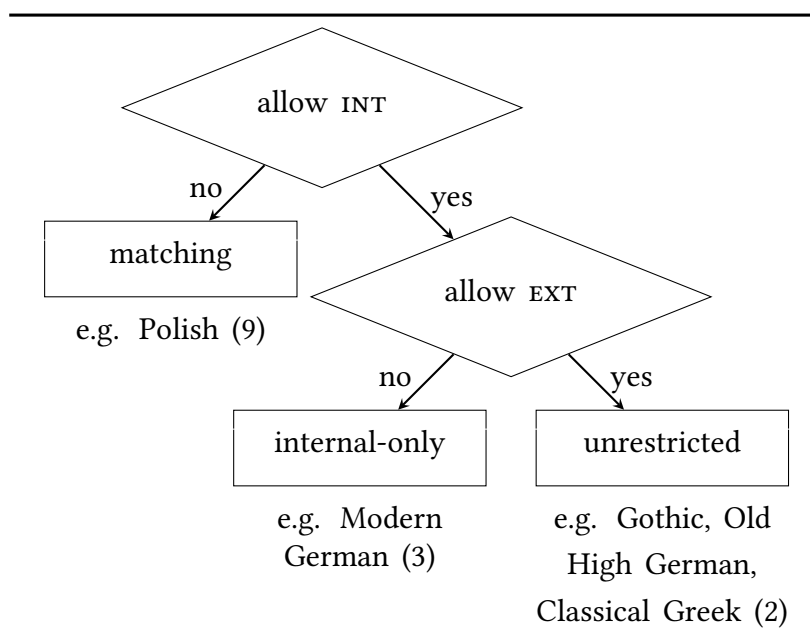 allow INT
no
yes
matching
allow EXT
e.g. Polish (9)
no
yes
internal-only
unrestricted
e.g. Modern
German (3)
e.g. Gothic, Old
High German,
Classical Greek (2)